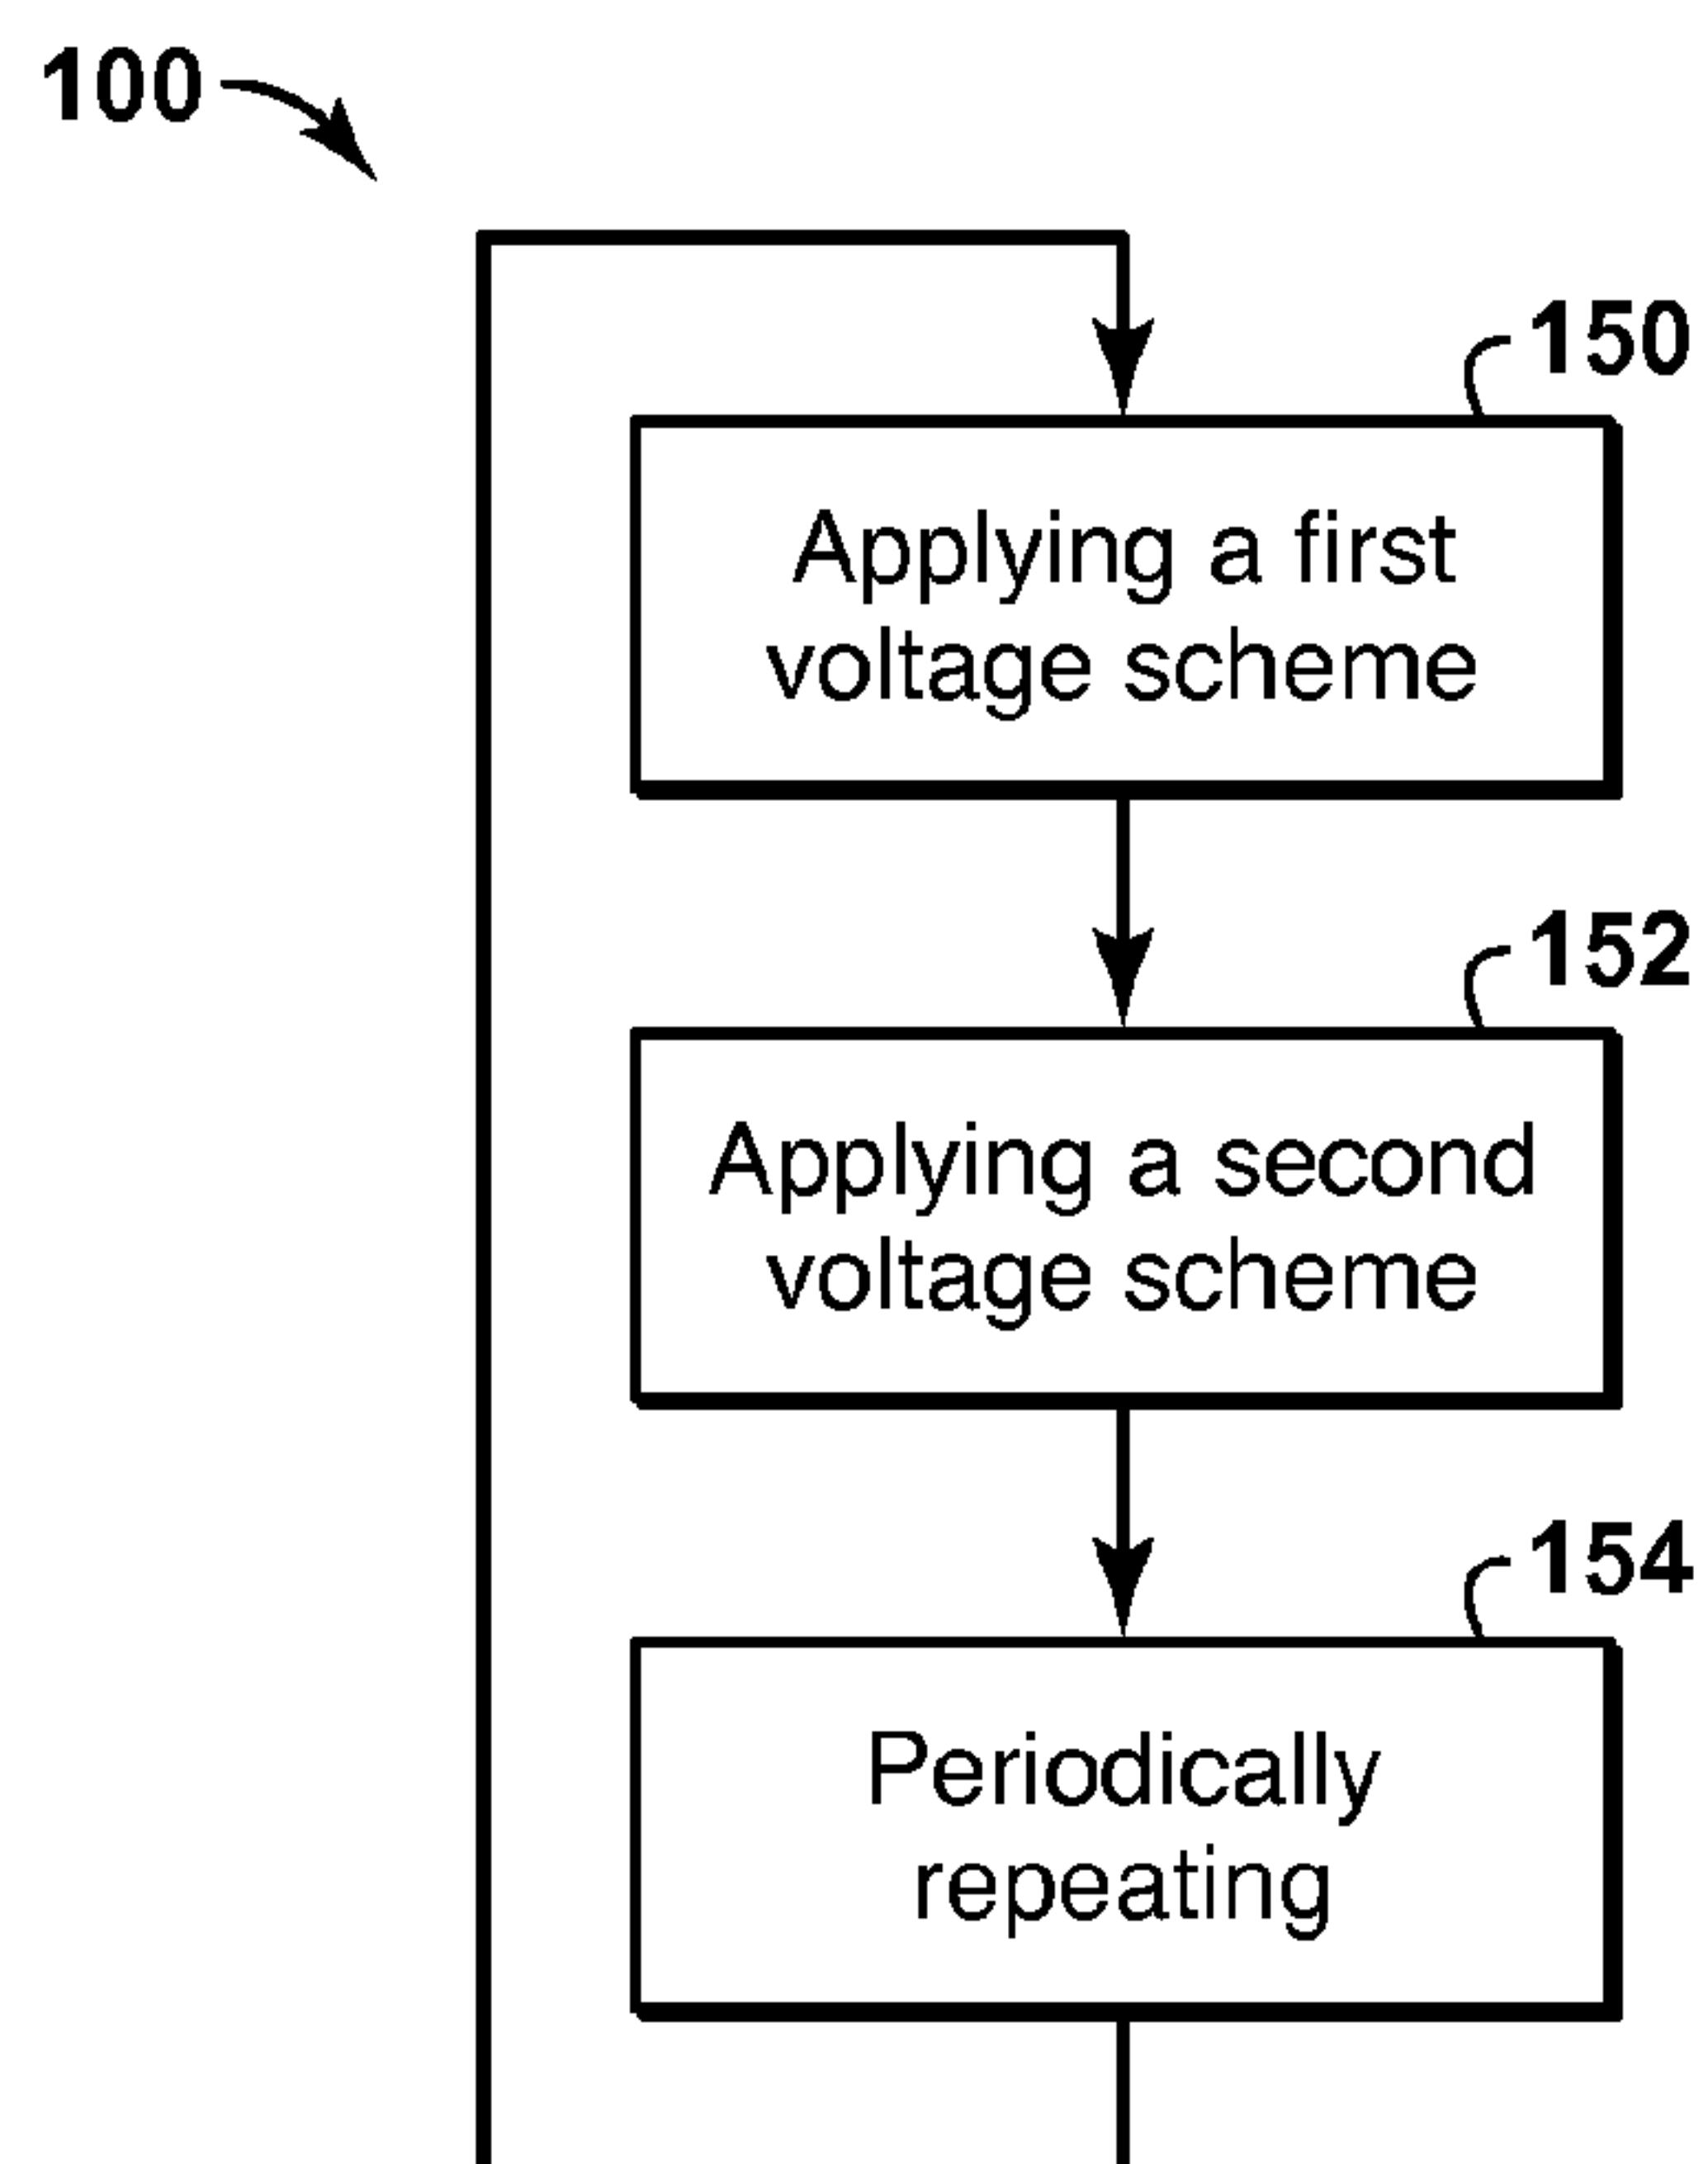 100
150
Applying a first
voltage scheme
152
Applying a second
voltage scheme
154
Periodically
repeating